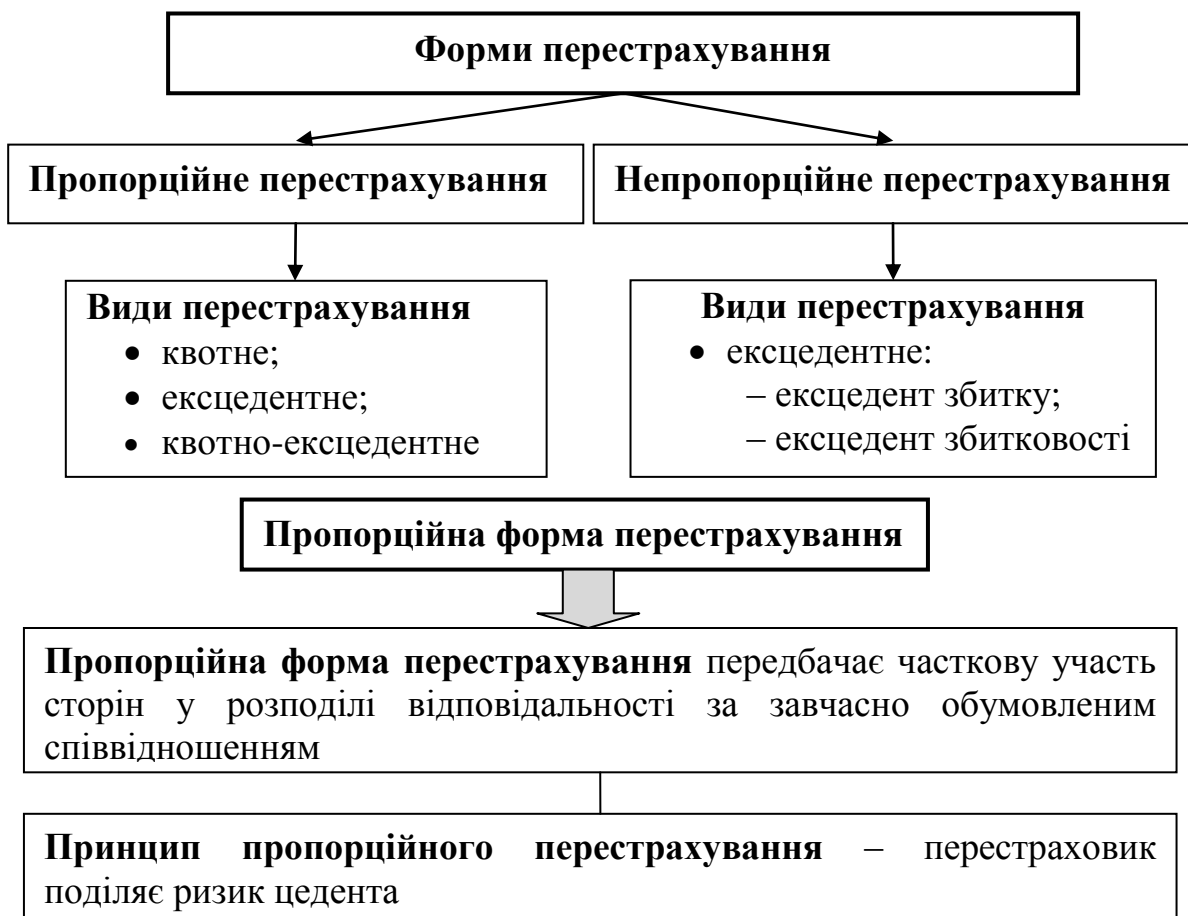 Форми перестрахування
Пропорційне перестрахування
Непропорційне перестрахування
Види перестрахування
• квотне;
• ексцедентне;
• квотно-ексцедентне
Види перестрахування
• ексцедентне:
– ексцедент збитку;
– ексцедент збитковості
Пропорційна форма перестрахування
Пропорційна форма перестрахування передбачає часткову участь
сторін у розподілі відповідальності за завчасно обумовленим
співвідношенням
Принцип пропорційного перестрахування – перестраховик
поділяє ризик цедента